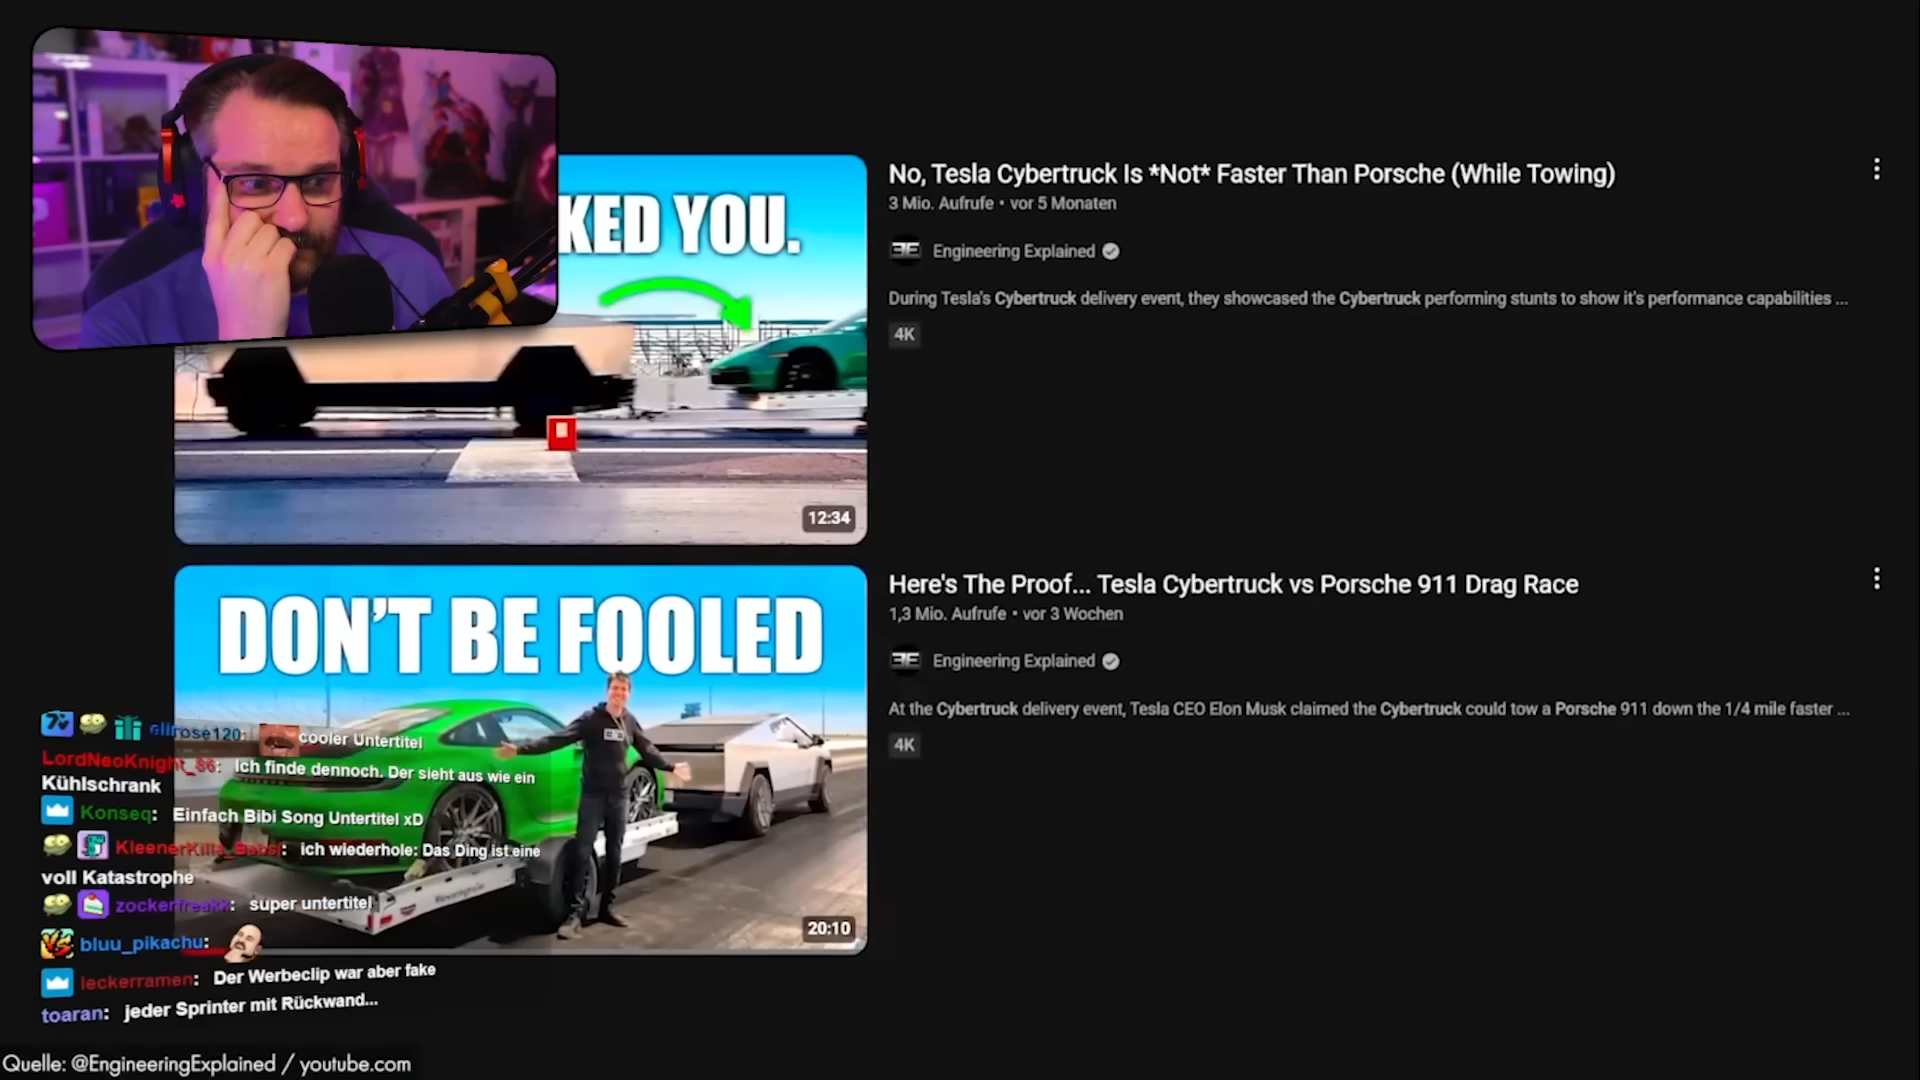 KED YOU.
12:34
No, Tesla Cybertruck Is *Not* Faster Than Porsche (While Towing)
3 Mio. Aufrufe • vor 5 Monaten
Engineering Explained
During Tesla's Cybertruck delivery event, they showcased the Cybertruck performing stunts to show it's performance capabilities ...
4K
DON'T BE FOOLED
20:10
Here's The Proof... Tesla Cybertruck vs Porsche 911 Drag Race
1,3 Mio. Aufrufe • vor 3 Wochen
Engineering Explained
At the Cybertruck delivery event, Tesla CEO Elon Musk claimed the Cybertruck could tow a Porsche 911 down the 1/4 mile faster ...
4K
cooler Untertitel
Ich finde dennoch. Der sieht aus wie ein
Kühlschrank
Konseq: Einfach Bibi Song Untertitel xD
ich wiederhole: Das Ding ist eine
voll Katastrophe
zockerfreakk: super untertitel
bluu_pikachu:
leckerramen: Der Werbeclip war aber fake
toaran: jeder Sprinter mit Rückwand...
Quelle: @EngineeringExplained / youtube.com